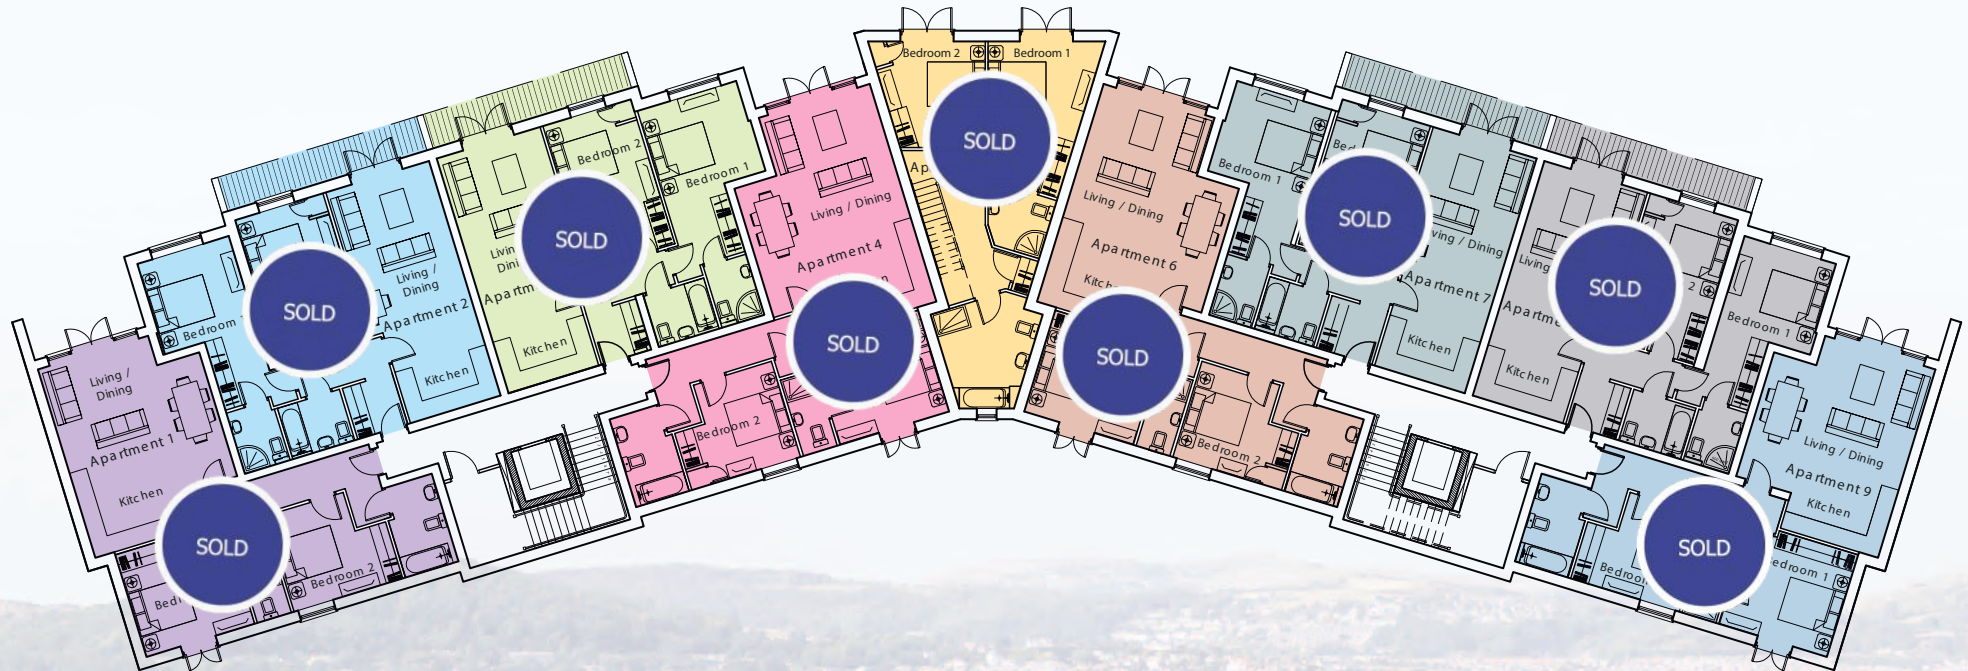 Living /
Dining
Apartment 1
Kitchen
SOLD
Bedroom 2
Bedroom
SOLD
Living /
Dining
Apartment 2
Kitchen
Bedroom 2
Bedroom 1
SOLD
Kitchen
Living / Dining
Apartment 4
SOLD
Bedroom 2
Bedroom 2
Bedroom 1
SOLD
Living / Dining
Apartment 6
SOLD
Bedroom 2
Bedroom 1
SOLD
Living / Dining
Apartment 7
Kitchen
SOLD
2
Bedroom 1
Kitchen
Living / Dining
Apartment 9
Kitchen
SOLD
Bedroom 1